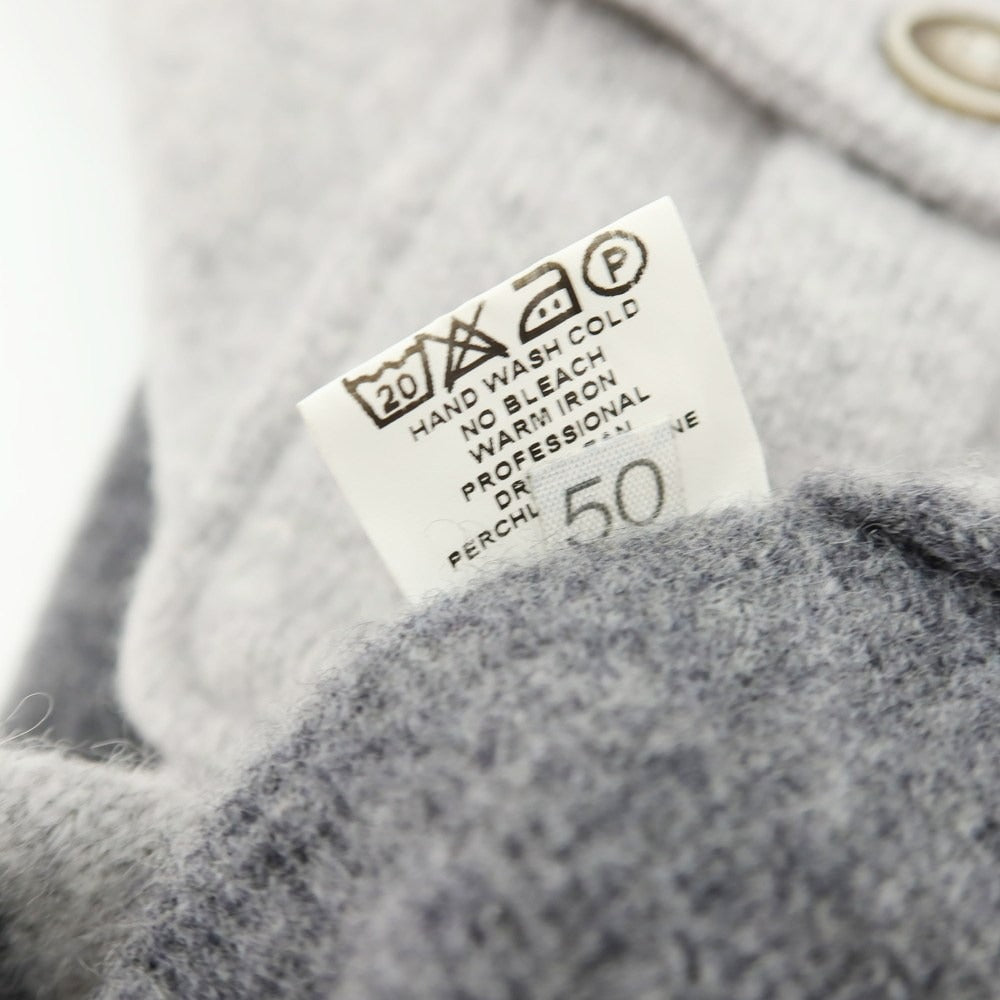 20 P
HAND WASH COLD
NO BLEACH
WARM IRON
PROFESSIONAL
50